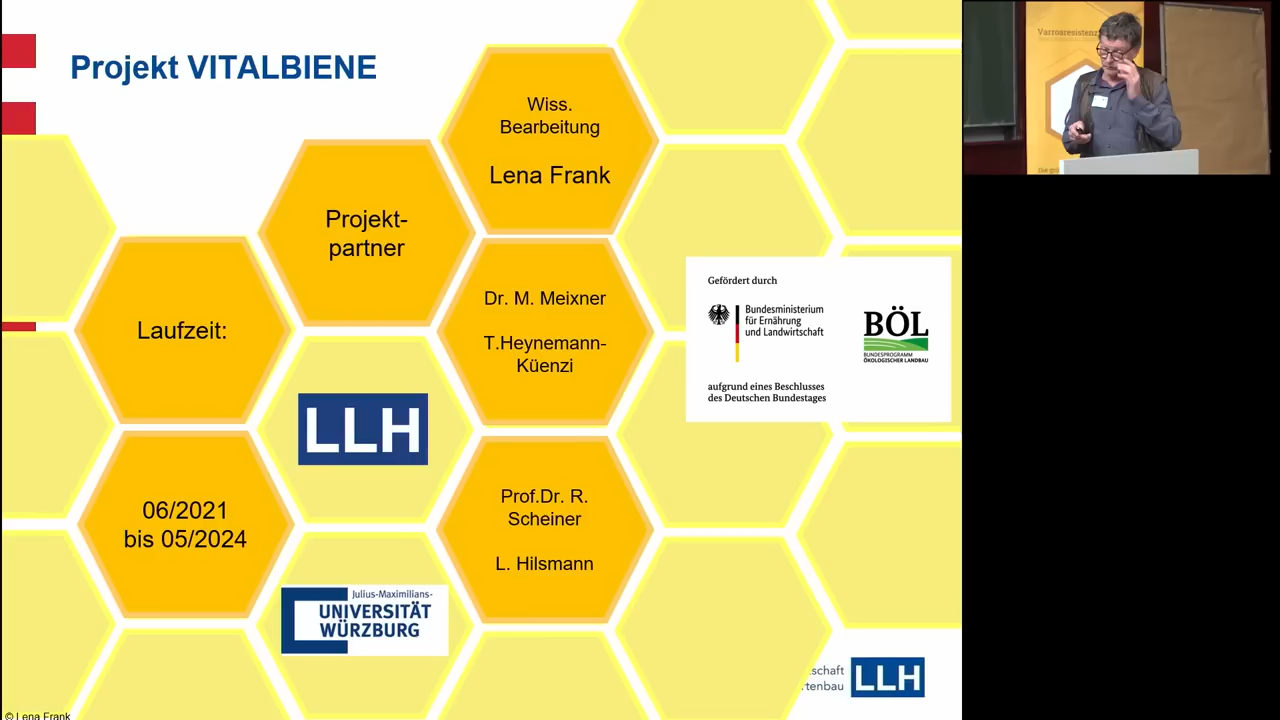 Projekt VITALBIENE
Wiss.
Bearbeitung
Lena Frank
Projekt-
partner
Laufzeit:
06/2021
bis 05/2024
Dr. M. Meixner
T.Heynemann-
Küenzi
Prof.Dr. R.
Scheiner
L. Hilsmann
LLH
Julius-Maximilians-
UNIVERSITÄT
WÜRZBURG
Gefördert durch
Bundesministerium
für Ernährung
und Landwirtschaft
BÖL
BUNDESPROGRAMM
ÖKOLOGISCHER LANDBAU
aufgrund eines Beschlusses
des Deutschen Bundestages
schaft
rtenbau
LLH
© Lena Frank
Varroaresistenz